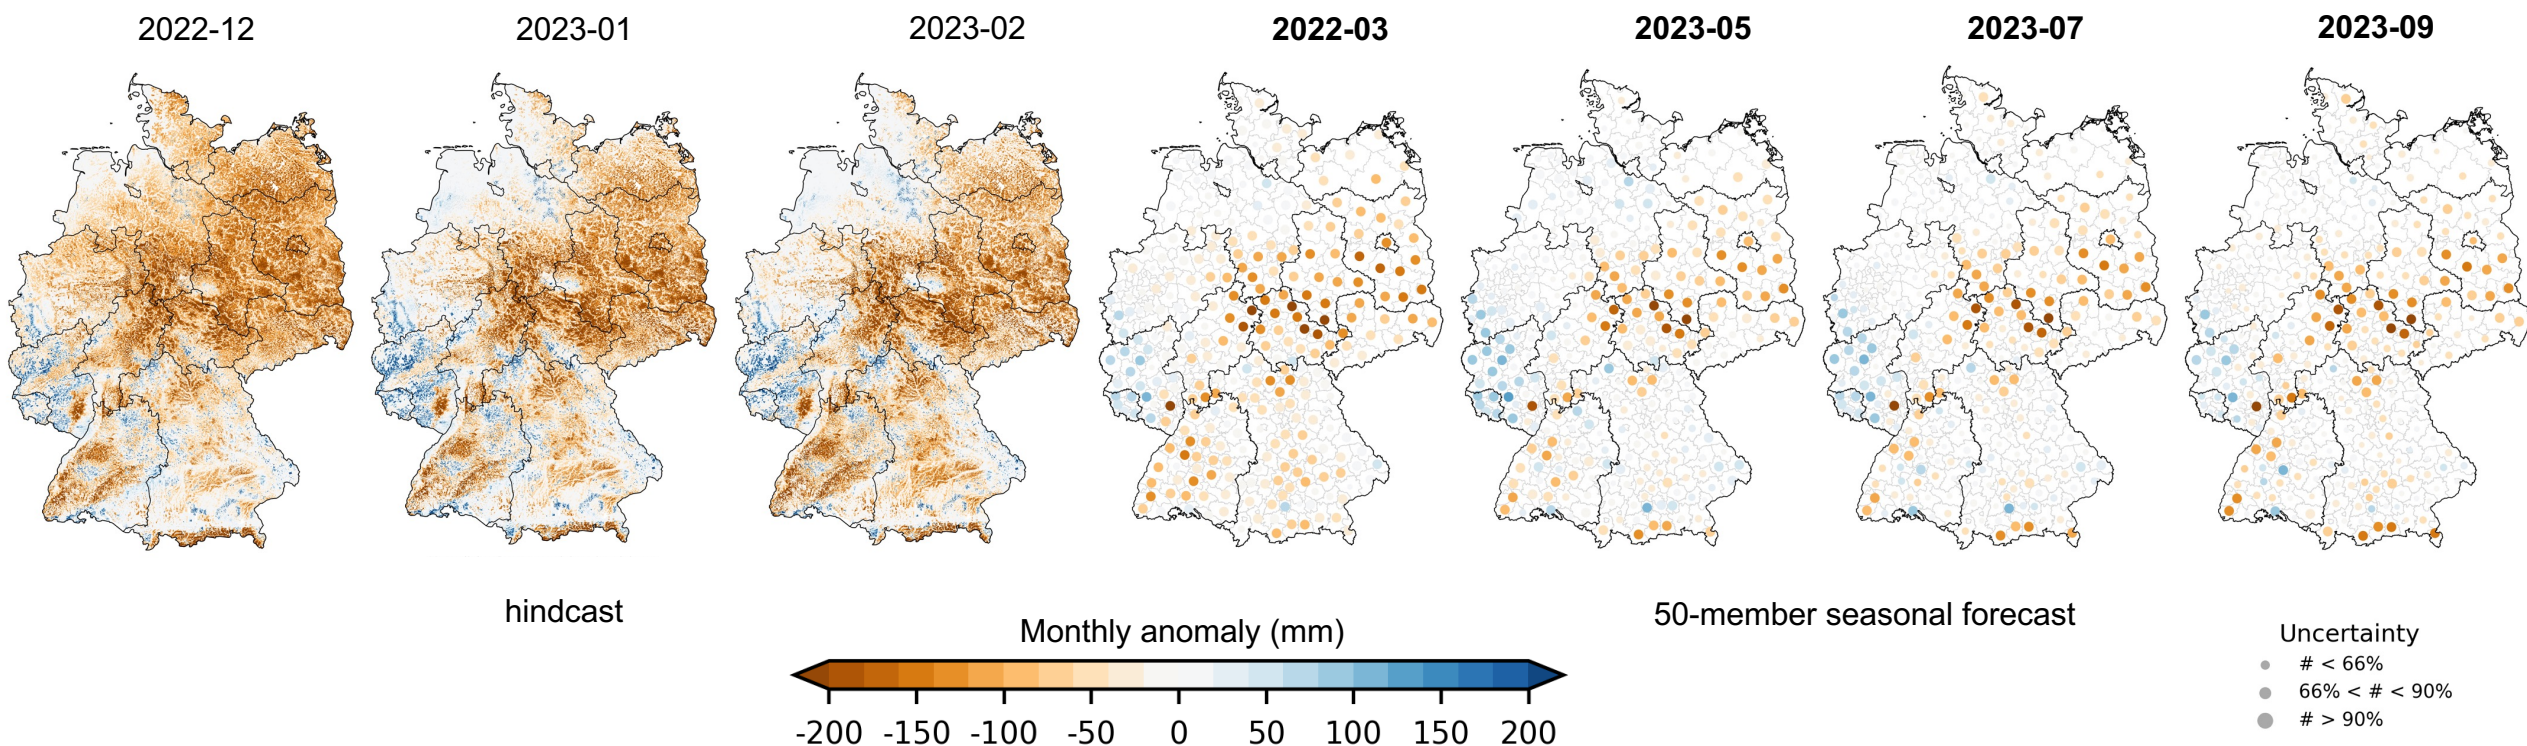 2022-12 2023-01 2023-02 2022-03 2023-05 2023-07 2023-09
hindcast
50-member seasonal forecast
Monthly anomaly (mm)
-200 -150 -100 -50 0 50 100 150 200
Uncertainty
# < 66%
66% < # < 90%
# > 90%